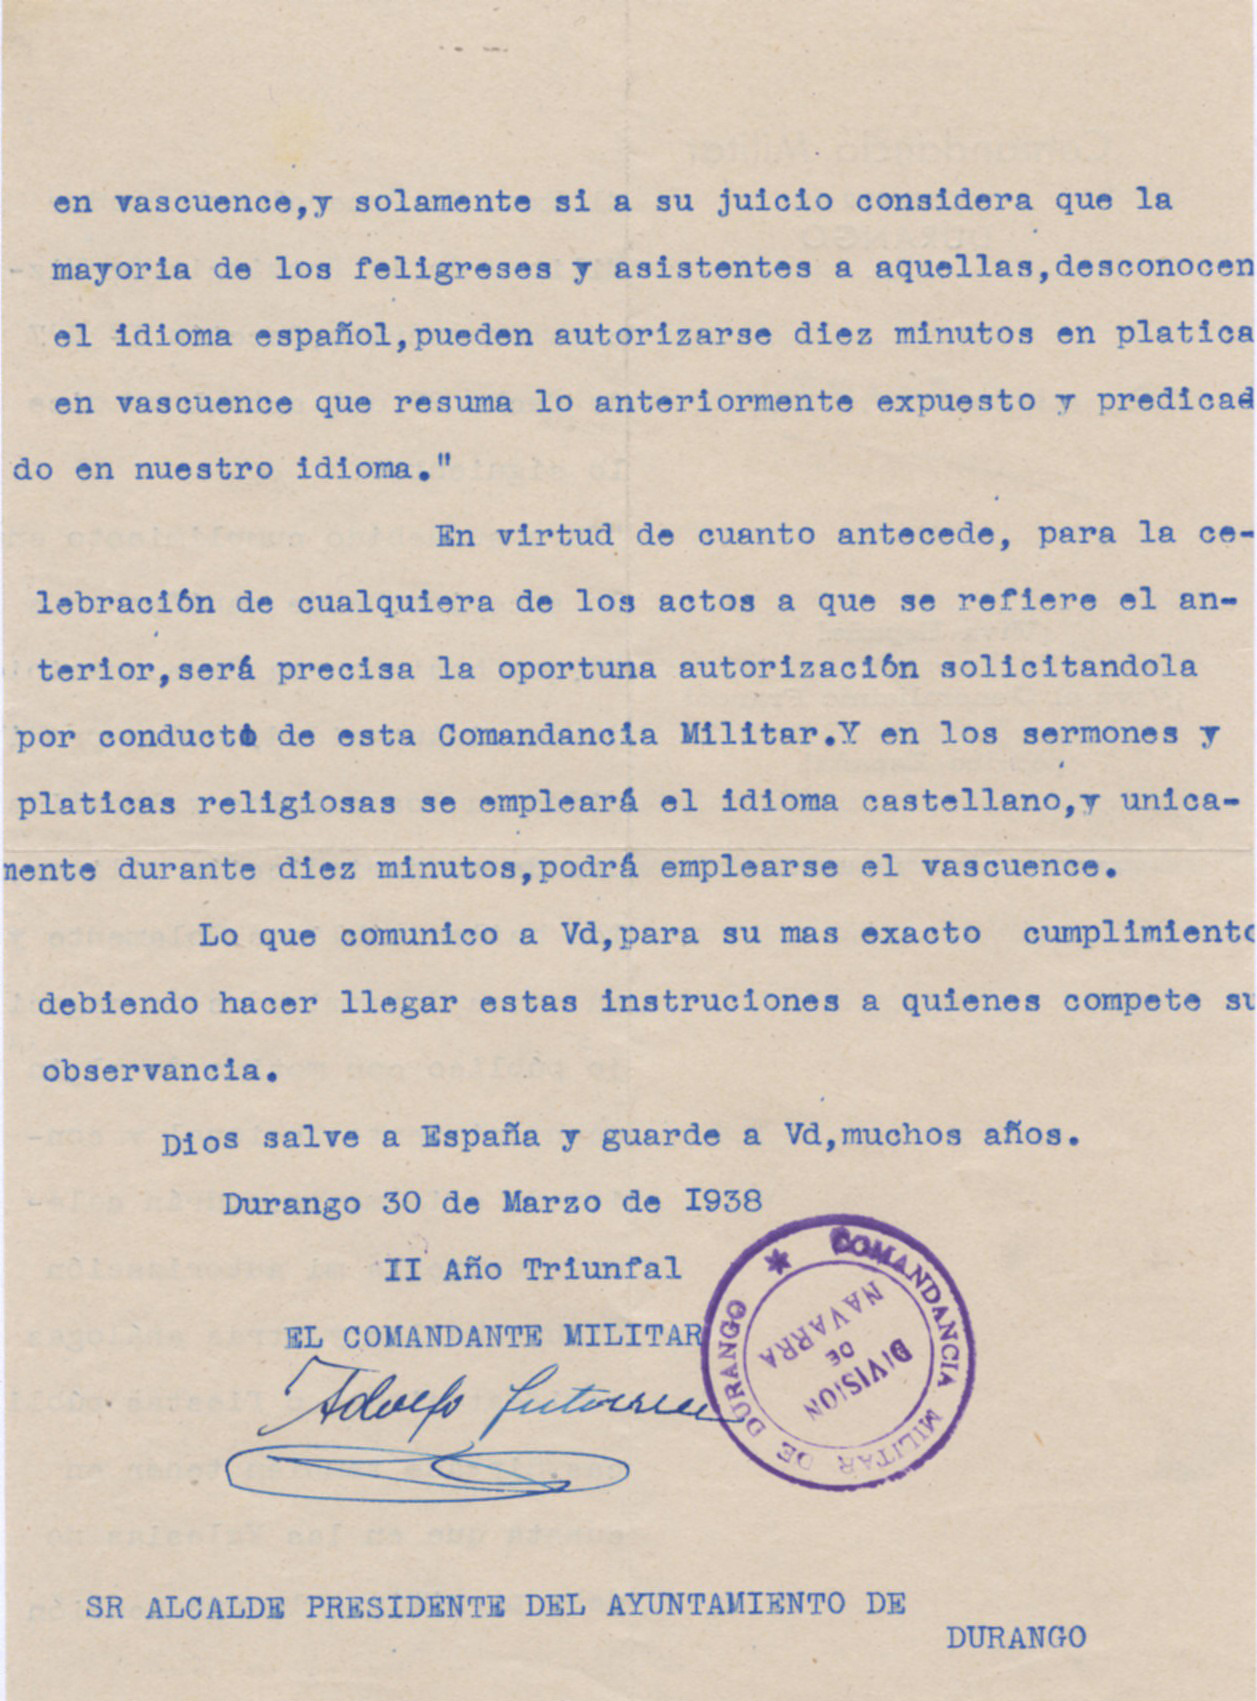 en vascuence,y solamente si a su juicio considera que la
mayoria de los feligreses y asistentes a aquellas,desconocen
el idioma español,pueden autorizarse diez minutos en platica
en vascuence que resuma lo anteriormente expuesto y predicad
do en nuestro idioma."
En virtud de cuanto antecede, para la ce-
lebración de cualquiera de los actos a que se refiere el an-
terior,será precisa la oportuna autorización solicitandola
por conducto de esta Comandancia Militar.Y en los sermones y
platicas religiosas se empleará el idioma castellano,y unica-
mente durante diez minutos,podrá emplearse el vascuence.
Lo que comunico a Vd,para su mas exacto cumplimiento
debiendo hacer llegar estas instruciones a quienes compete su
observancia.
Dios salve a España y guarde a Vd,muchos años.
Durango 30 de Marzo de I938
II Año Triunfal
EL COMANDANTE MILITAR
Adolfo Gutierrez
COMANDANCIA MILITAR DE DURANGO *
DIVISION
DE
NAVARRA
SR ALCALDE PRESIDENTE DEL AYUNTAMIENTO DE
DURANGO